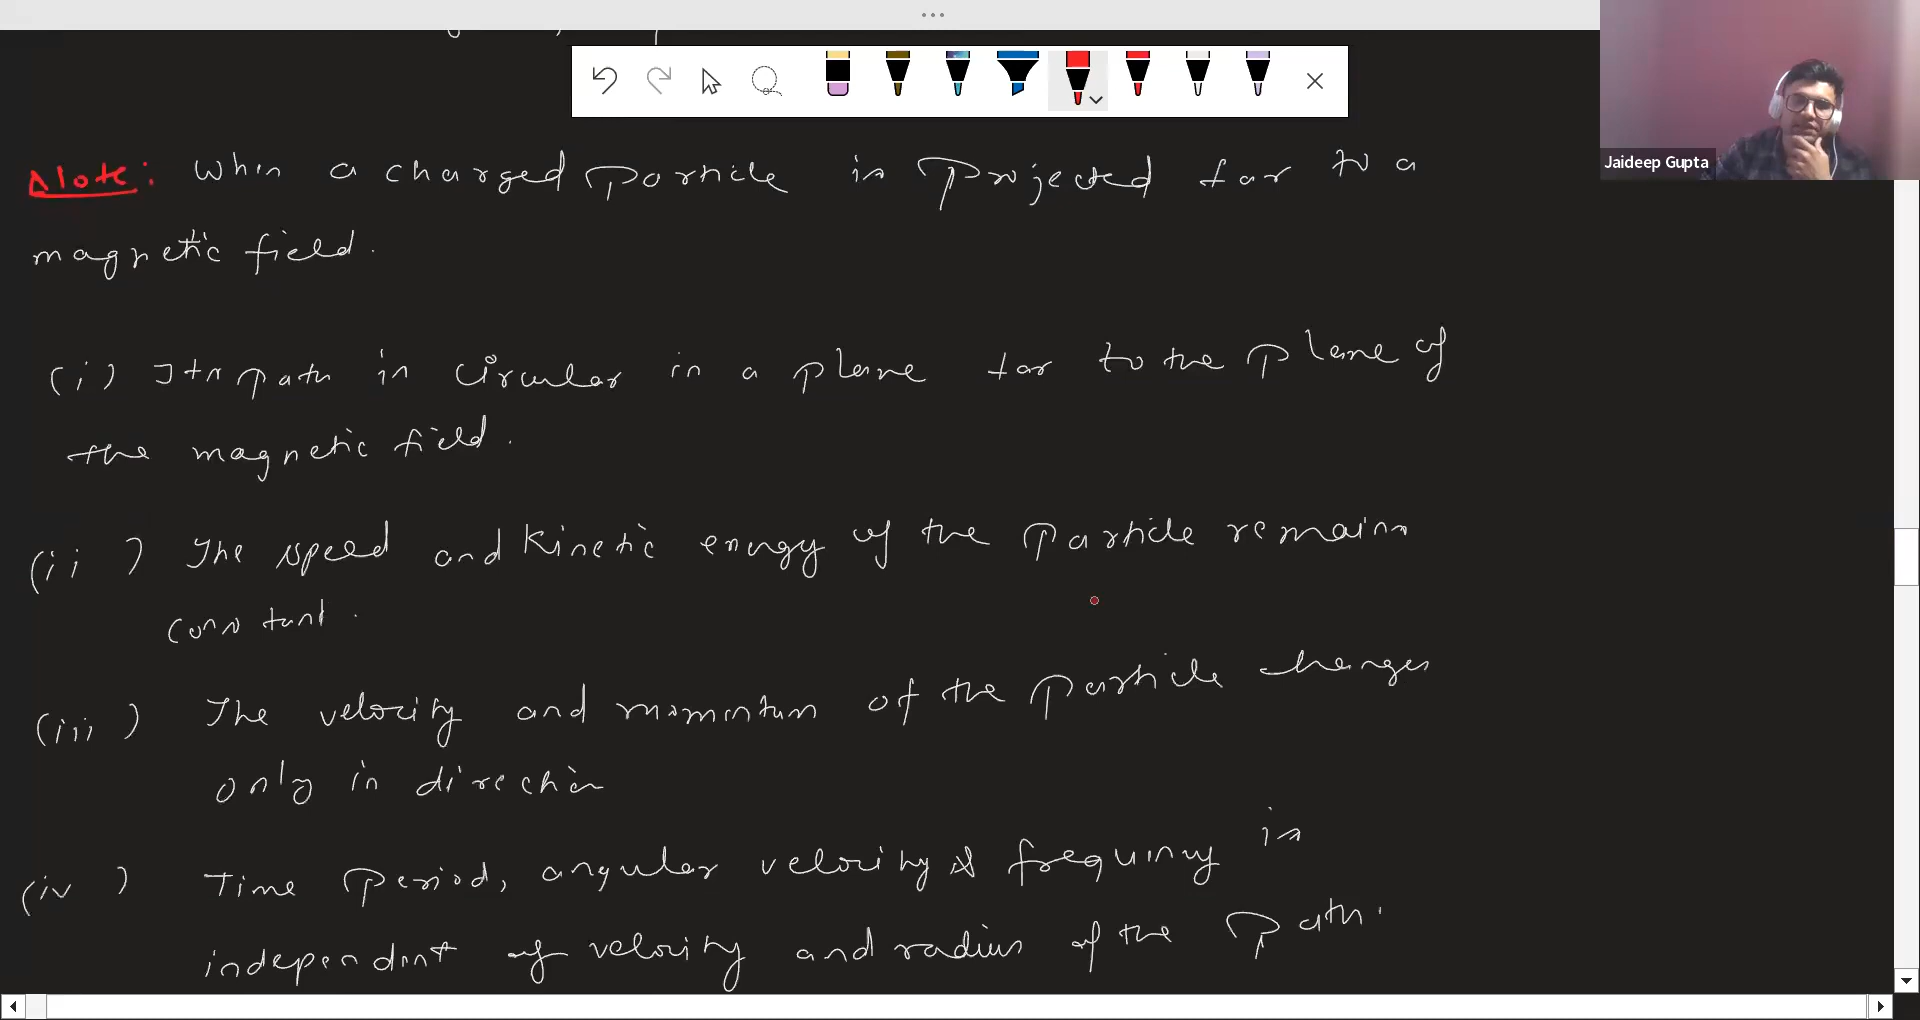 Jaideep Gupta
Note: When a charged particle is projected ⊥ar to a
magnetic field.
(i) Its path is circular in a plane ⊥ar to the plane of
the magnetic field.
(ii) The speed and kinetic energy of the particle remains
constant.
(iii) The velocity and momentum of the particle changes
only in direction
(iv) Time period, angular velocity & frequency is
independent of velocity and radius of the path.